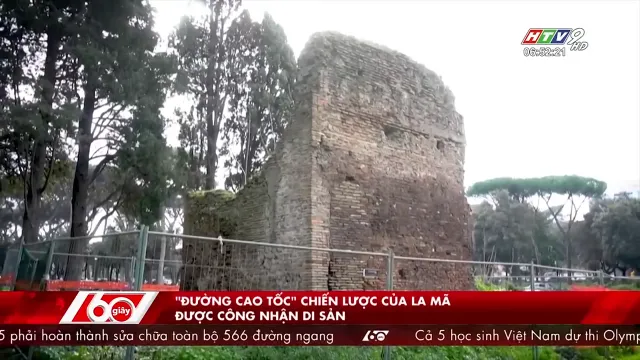 HTV9 HD
06:52:21
60 giây
"ĐƯỜNG CAO TỐC" CHIẾN LƯỢC CỦA LA MÃ
ĐƯỢC CÔNG NHẬN DI SẢN
5 phải hoàn thành sửa chữa toàn bộ 566 đường ngang 60 Cả 5 học sinh Việt Nam dự thi Olym